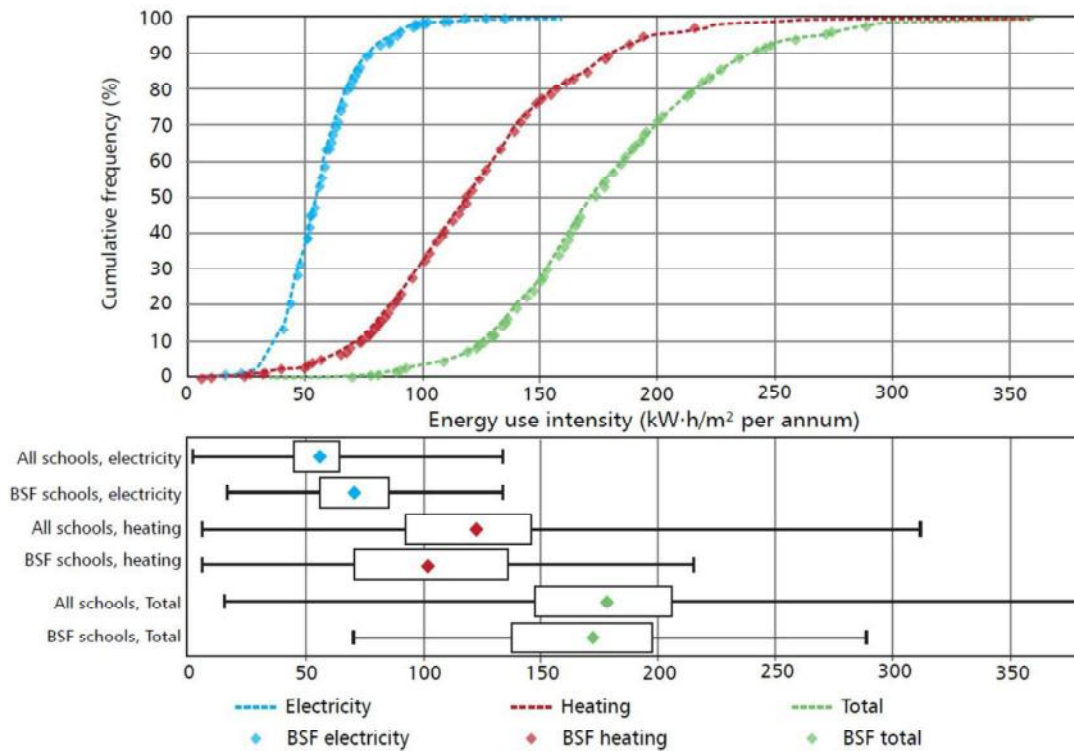 Cumulative frequency (%)
100
90
80
70
60
50
40
30
20
10
0
0 50 100 150 200 250 300 350
Energy use intensity (kW·h/m² per annum)
All schools, electricity
BSF schools, electricity
All schools, heating
BSF schools, heating
All schools, Total
BSF schools, Total
0 50 100 150 200 250 300 350
Electricity Heating Total
BSF electricity BSF heating BSF total